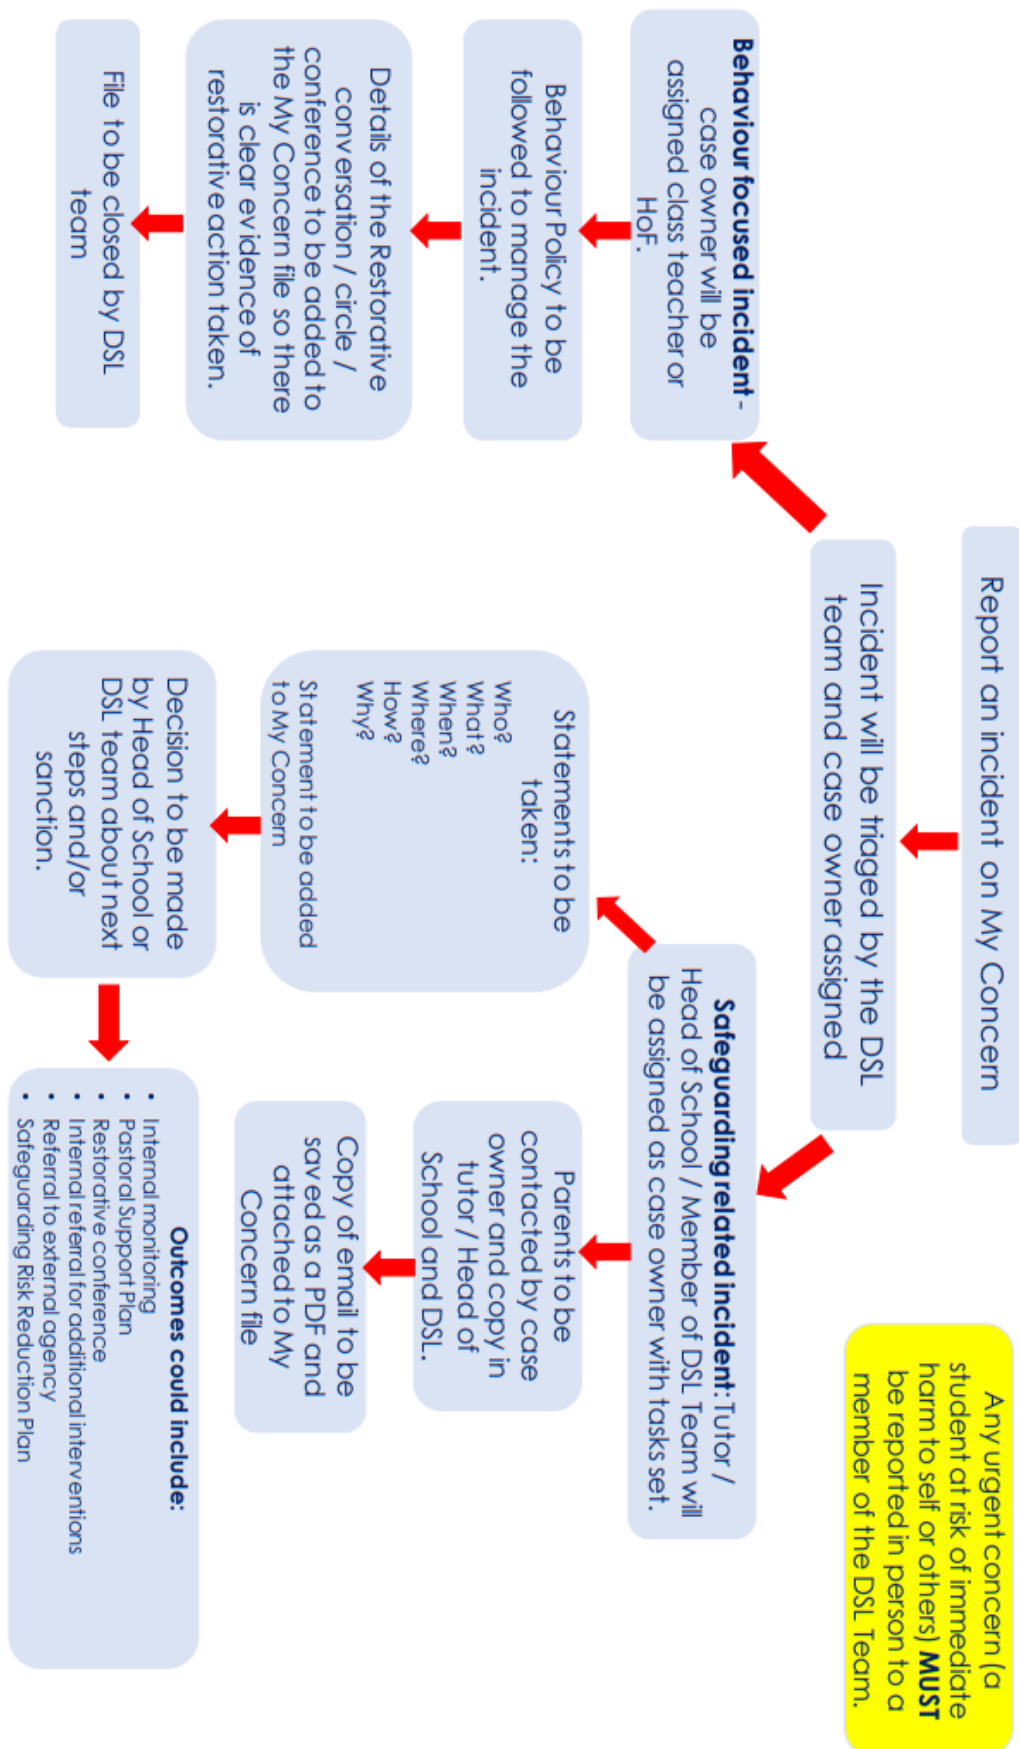 Report an incident on My Concern
Any urgent concern (a
student at risk of immediate
harm to self or others) MUST
be reported in person to a
member of the DSL Team.
Incident will be triaged by the DSL
team and case owner assigned
Behaviour focused incident -
case owner will be
assigned class teacher or
HoF.
Behaviour Policy to be
followed to manage the
incident.
Details of the Restorative
conversation / circle /
conference to be added to
the My Concern file so there
is clear evidence of
restorative action taken.
File to be closed by DSL
team
Safeguarding related incident: Tutor /
Head of School / Member of DSL Team will
be assigned as case owner with tasks set.
Statements to be
taken:
Who?
What?
When?
Where?
How?
Why?
Statement to be added
to My Concern
Decision to be made
by Head of School or
DSL team about next
steps and/or
sanction.
Parents to be
contacted by case
owner and copy in
tutor / Head of
School and DSL.
Copy of email to be
saved as a PDF and
attached to My
Concern file
Outcomes could include:
• Internal monitoring
• Pastoral Support Plan
• Restorative conference
• Internal referral for additional interventions
• Referral to external agency
• Safeguarding Risk Reduction Plan